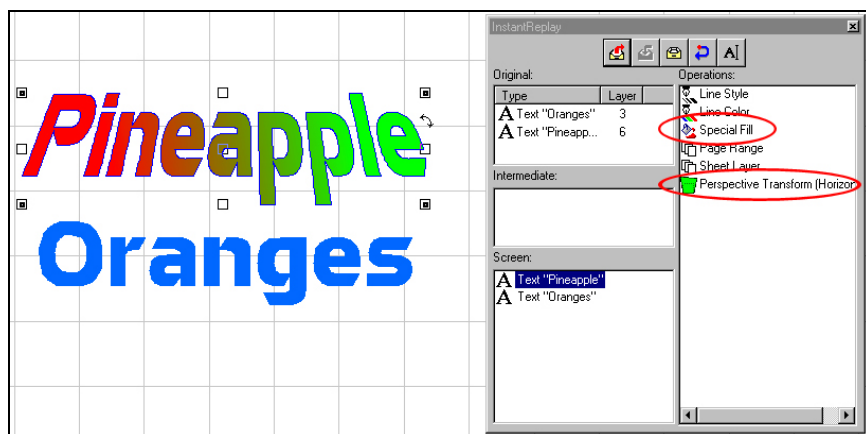 Pineapple
Oranges
InstantReplay
A
Original:
Type Layer
A Text "Oranges" 3
A Text "Pineapp... 6
Intermediate:
Screen:
A Text "Pineapple"
A Text "Oranges"
Operations:
Line Style
Line Color
Special Fill
Page Range
Sheet Layer
Perspective Transform (Horizon